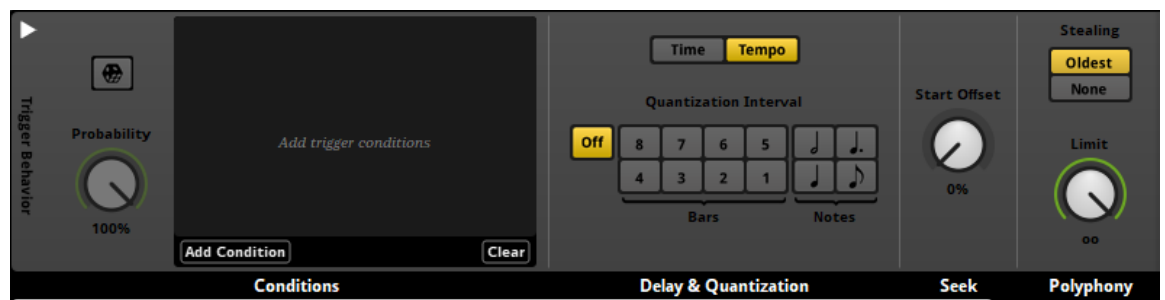 Trigger Behavior
Probability
100%
Add trigger conditions
Add Condition
Clear
Conditions
Time
Tempo
Quantization Interval
Off
8
7
6
5
4
3
2
1
Bars
Notes
Delay & Quantization
Start Offset
0%
Seek
Stealing
Oldest
None
Limit
oo
Polyphony